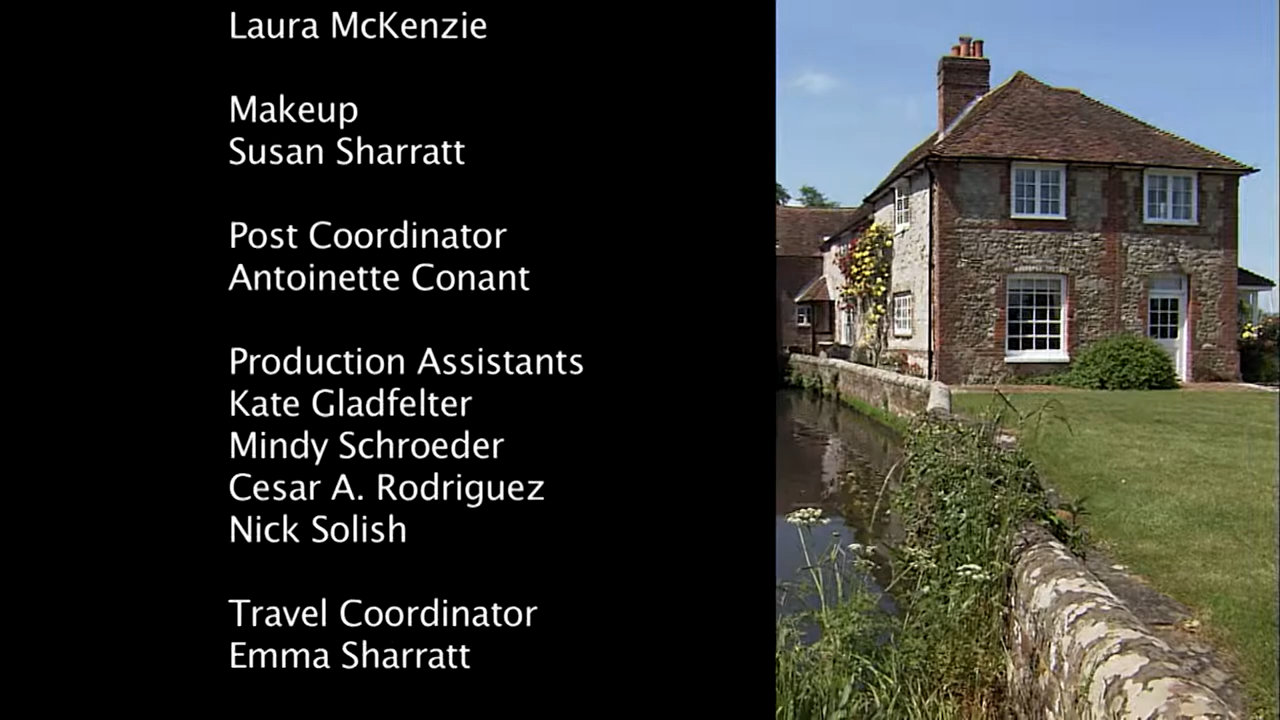 Laura McKenzie
Makeup
Susan Sharratt
Post Coordinator
Antoinette Conant
Production Assistants
Kate Gladfelter
Mindy Schroeder
Cesar A. Rodriguez
Nick Solish
Travel Coordinator
Emma Sharratt